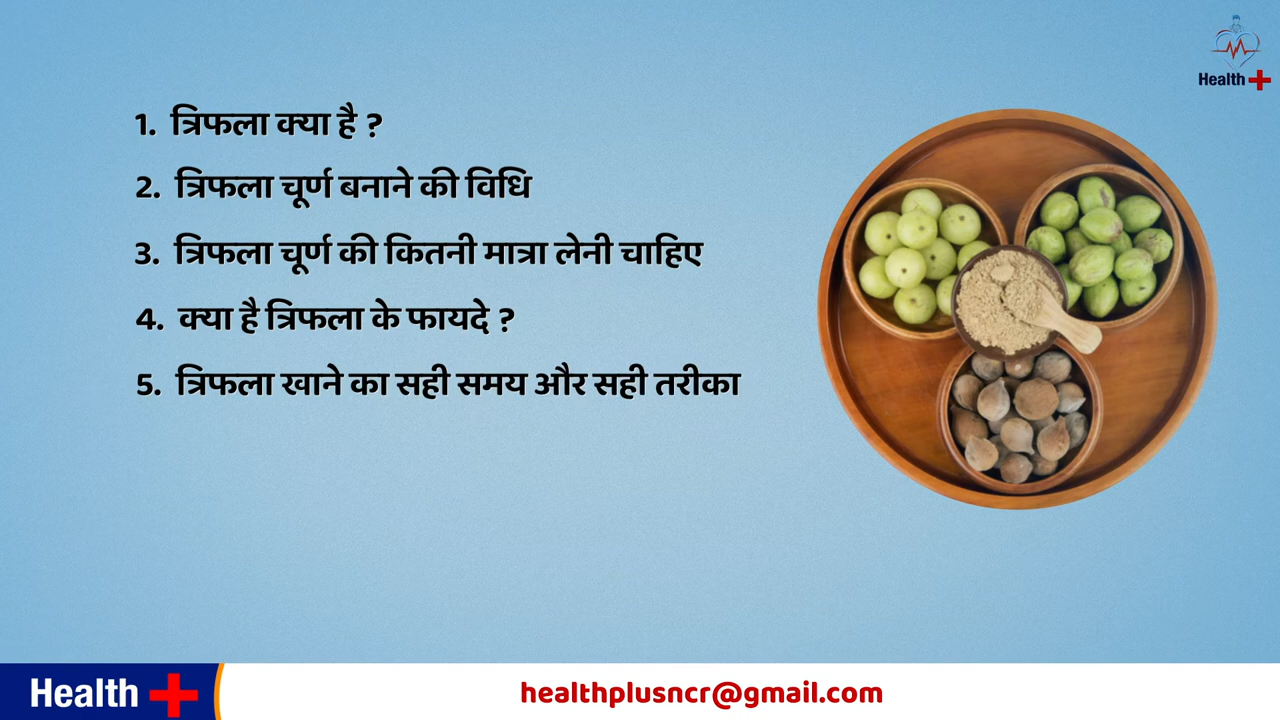 Health
1. त्रिफला क्या है ?
2. त्रिफला चूर्ण बनाने की विधि
3. त्रिफला चूर्ण की कितनी मात्रा लेनी चाहिए
4. क्या है त्रिफला के फायदे ?
5. त्रिफला खाने का सही समय और सही तरीका
Health
healthplusncr@gmail.com